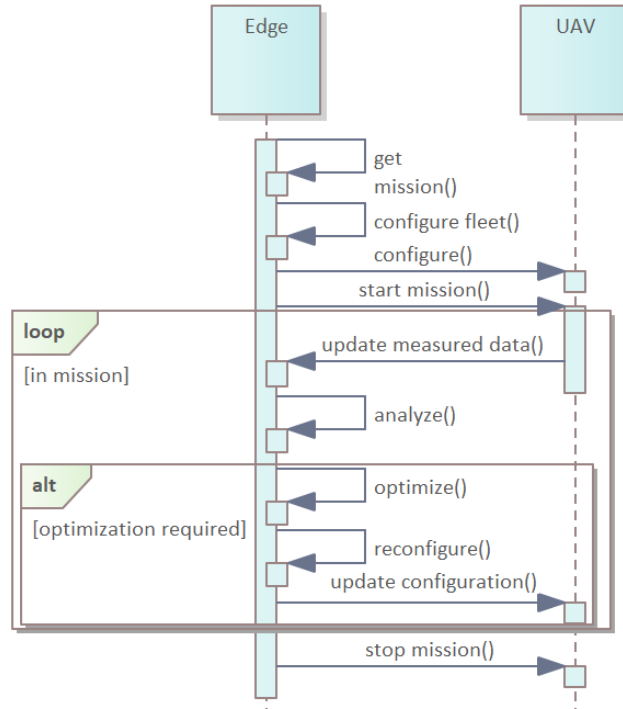 Edge
UAV
get
mission()
configure fleet()
configure()
start mission()
loop
update measured data()
[in mission]
analyze()
alt
optimize()
[optimization required]
reconfigure()
update configuration()
stop mission()